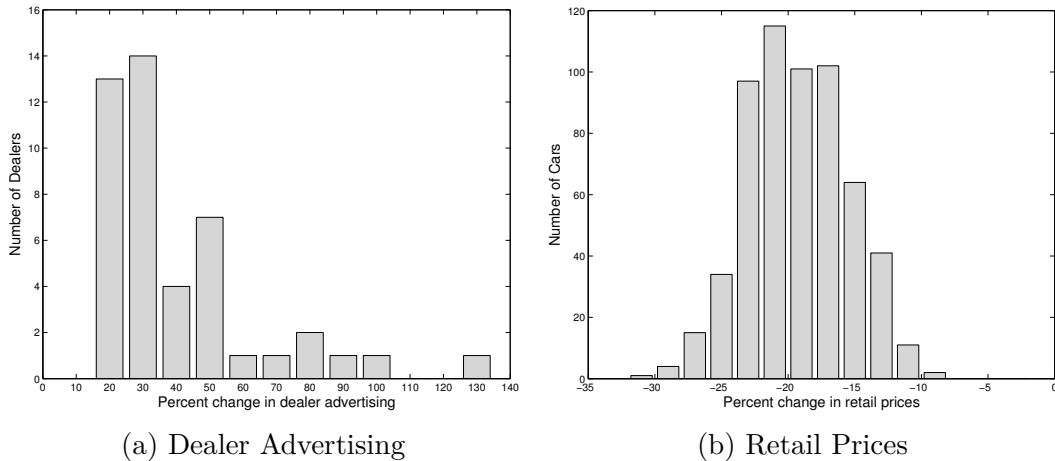 16
14
12
10
8
6
4
2
0
Number of Dealers
0 10 20 30 40 50 60 70 80 90 100 110 120 130 140
Percent change in dealer advertising
(a) Dealer Advertising
120
100
80
60
40
20
0
Number of Cars
−35 −30 −25 −20 −15 −10 −5 0
Percent change in retail prices
(b) Retail Prices